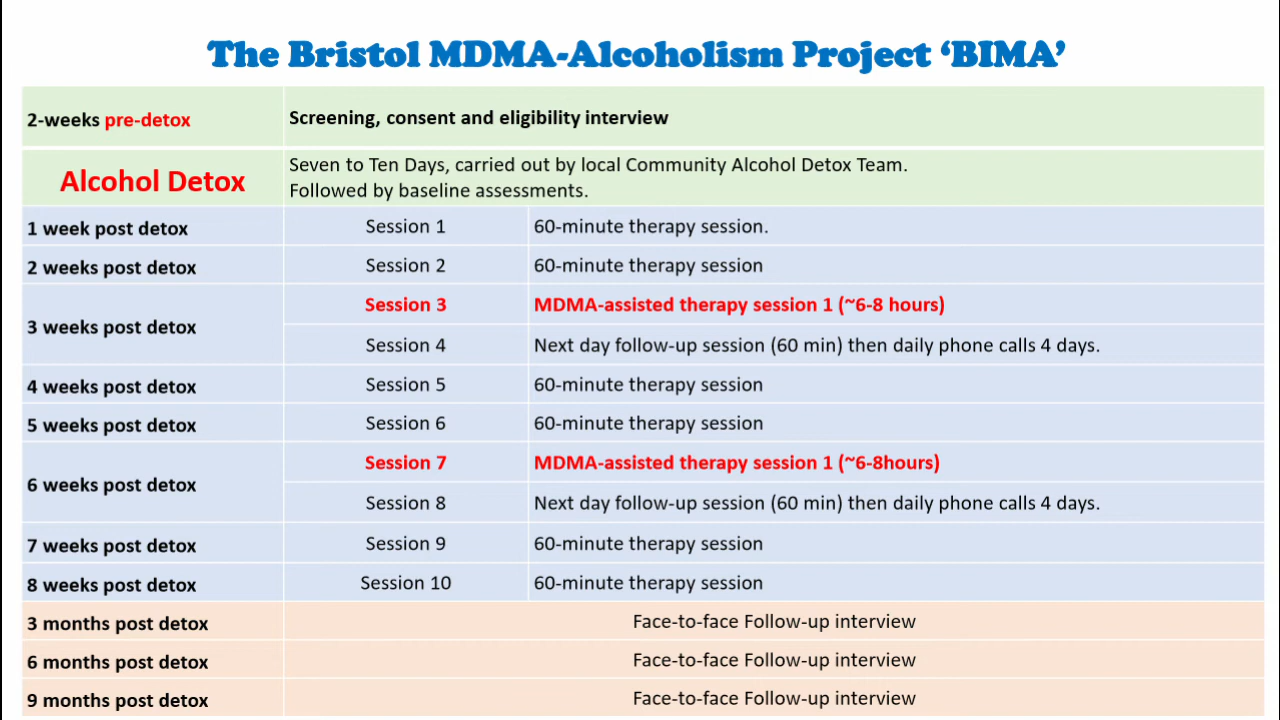 The Bristol MDMA-Alcoholism Project ‘BIMA’
2-weeks pre-detox
Screening, consent and eligibility interview
Alcohol Detox
Seven to Ten Days, carried out by local Community Alcohol Detox Team.
Followed by baseline assessments.
1 week post detox
Session 1
60-minute therapy session.
2 weeks post detox
Session 2
60-minute therapy session
3 weeks post detox
Session 3
MDMA-assisted therapy session 1 (~6-8 hours)
Session 4
Next day follow-up session (60 min) then daily phone calls 4 days.
4 weeks post detox
Session 5
60-minute therapy session
5 weeks post detox
Session 6
60-minute therapy session
6 weeks post detox
Session 7
MDMA-assisted therapy session 1 (~6-8hours)
Session 8
Next day follow-up session (60 min) then daily phone calls 4 days.
7 weeks post detox
Session 9
60-minute therapy session
8 weeks post detox
Session 10
60-minute therapy session
3 months post detox
Face-to-face Follow-up interview
6 months post detox
Face-to-face Follow-up interview
9 months post detox
Face-to-face Follow-up interview